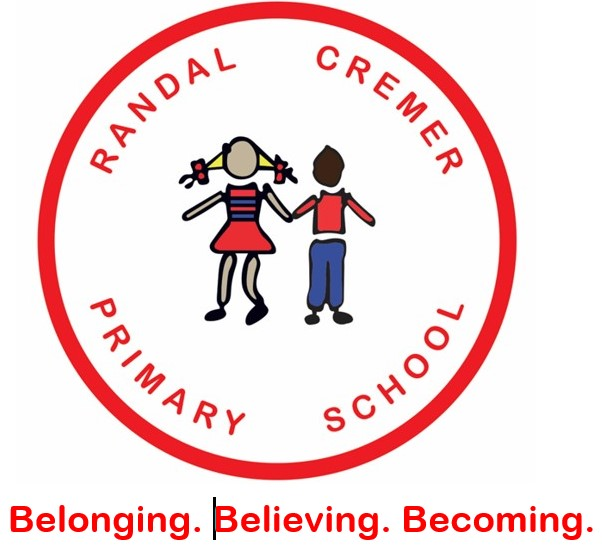 RANDAL CREMER
PRIMARY SCHOOL
Belonging. Believing. Becoming.